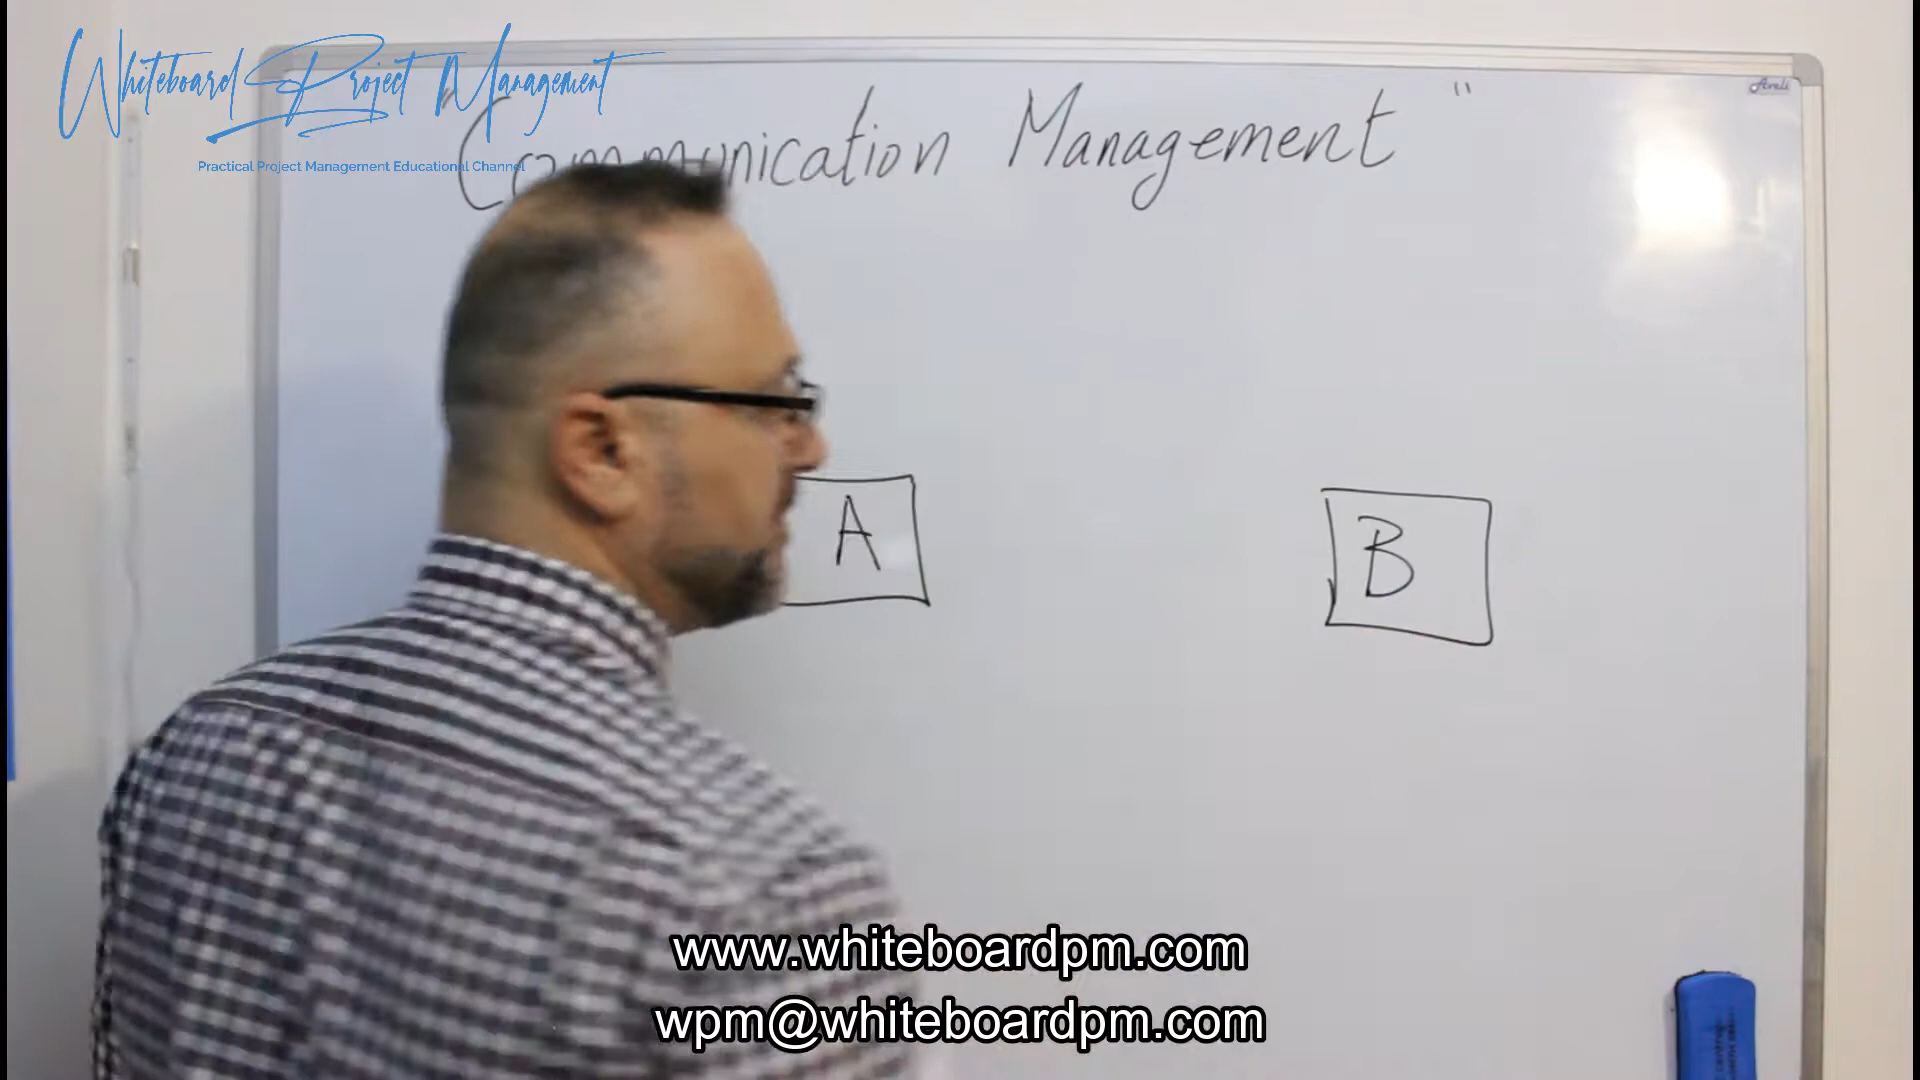 Whiteboard Project Management
Practical Project Management Educational Channel
"Communication Management"
A
B
www.whiteboardpm.com
wpm@whiteboardpm.com